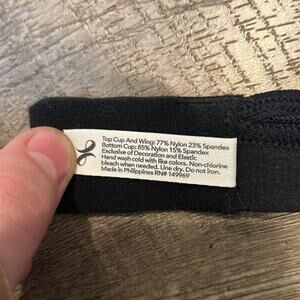 Top Cup And Wing: 77% Nylon 23% Spandex
Bottom Cup: 85% Nylon 15% Spandex
Exclusive of Decoration and Elastic
Hand wash cold with like colors. Non-chlorine
bleach when needed. Line dry. Do not iron.
Made in Philippines RN# 149969